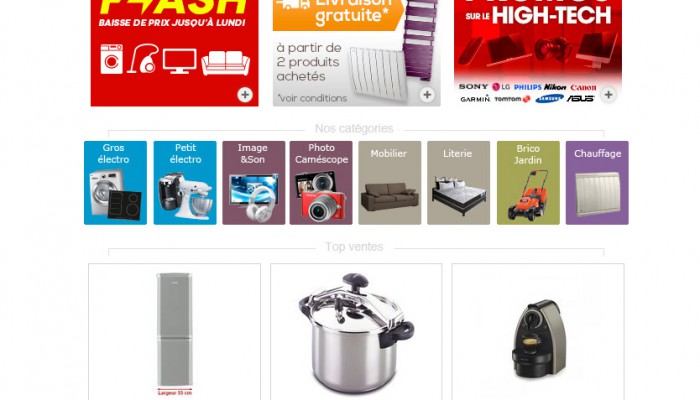 FLASH
BAISSE DE PRIX JUSQU'À LUNDI
Livraison
gratuite*
à partir de
2 produits
achetés
*voir conditions
PROMOS
SUR LE HIGH-TECH
SONY LG PHILIPS Nikon Canon
GARMIN TOMTOM SAMSUNG ASUS
Nos catégories
Gros
électro
Petit
électro
Image
&Son
Photo
Caméscope
Mobilier
Literie
Brico
Jardin
Chauffage
Top ventes
Largeur 55 cm